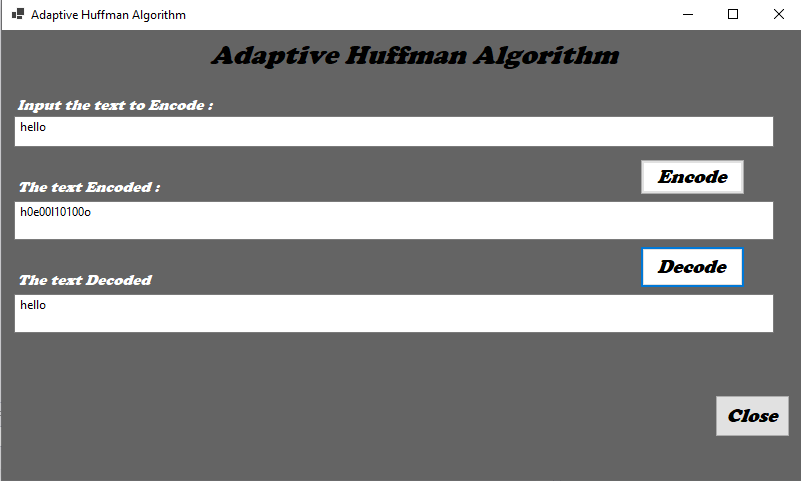 Adaptive Huffman Algorithm
Adaptive Huffman Algorithm
Input the text to Encode :
hello
Encode
The text Encoded :
h0e00l10100o
Decode
The text Decoded
hello
Close